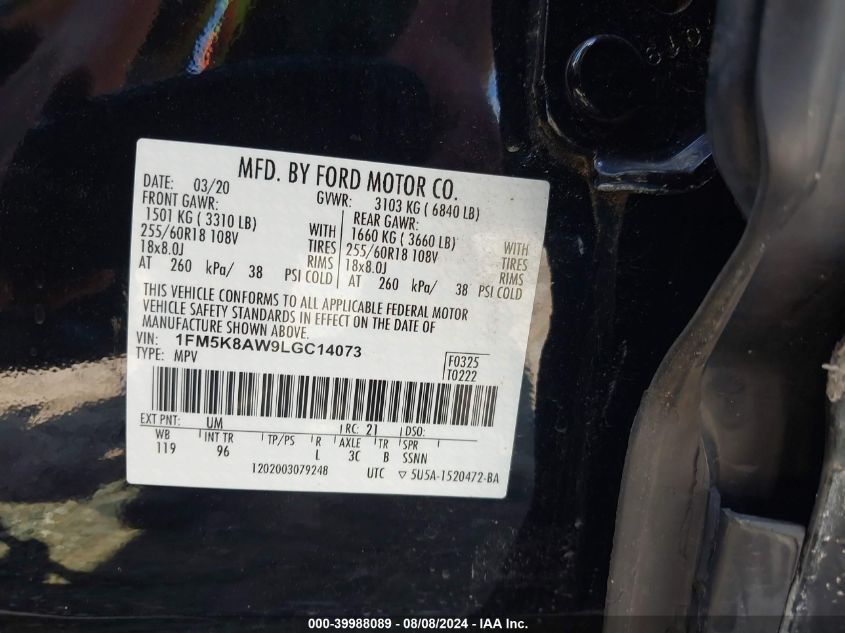 MFD. BY FORD MOTOR CO.
DATE: 03/20 GVWR: 3103 KG ( 6840 LB)
FRONT GAWR: REAR GAWR:
1501 KG ( 3310 LB) WITH 1660 KG ( 3660 LB) WITH
255/60R18 108V TIRES 255/60R18 108V TIRES
18x8.0J RIMS 18x8.0J RIMS
AT 260 kPa/ 38 PSI COLD AT 260 kPa/ 38 PSI COLD
THIS VEHICLE CONFORMS TO ALL APPLICABLE FEDERAL MOTOR
VEHICLE SAFETY STANDARDS IN EFFECT ON THE DATE OF
MANUFACTURE SHOWN ABOVE.
VIN: 1FM5K8AW9LGC14073
TYPE: MPV
F0325
T0222
EXT PNT: UM RC: 21 DSO:
WB INT TR TP/PS R AXLE TR SPR
119 96 L 3C B SSNN
1202003079248 UTC 5U5A-1520472-BA
000-39988089 - 08/08/2024 - IAA Inc.